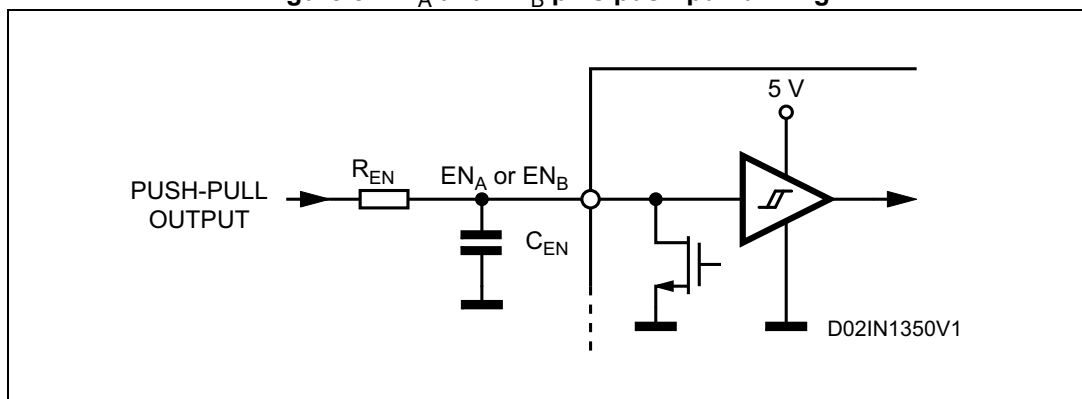 A
B
5 V
R_EN
EN_A or EN_B
PUSH-PULL
OUTPUT
C_EN
D02IN1350V1